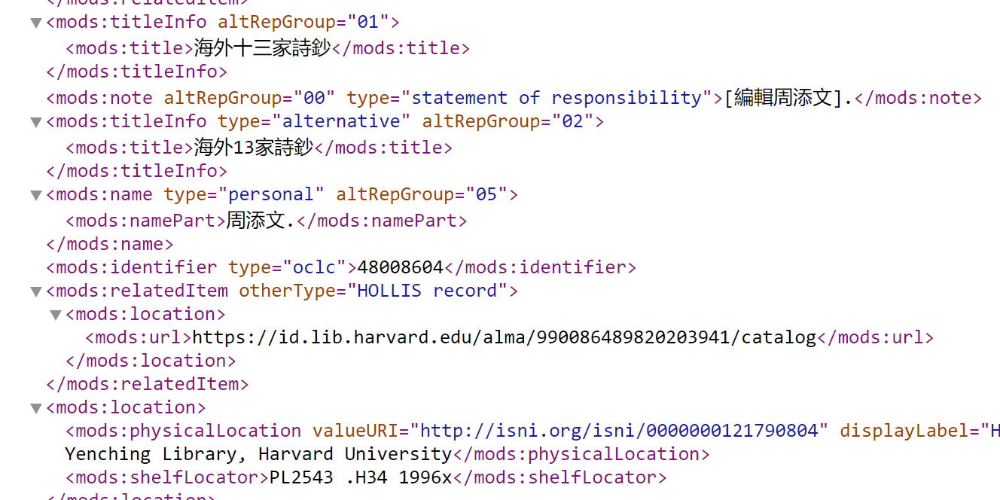 </mods:relatedItem>
▼<mods:titleInfo altRepGroup="01">
<mods:title>海外十三家詩鈔</mods:title>
</mods:titleInfo>
<mods:note altRepGroup="00" type="statement of responsibility">[編輯周添文].</mods:note>
▼<mods:titleInfo type="alternative" altRepGroup="02">
<mods:title>海外13家詩鈔</mods:title>
</mods:titleInfo>
▼<mods:name type="personal" altRepGroup="05">
<mods:namePart>周添文.</mods:namePart>
</mods:name>
<mods:identifier type="oclc">48008604</mods:identifier>
▼<mods:relatedItem otherType="HOLLIS record">
▼<mods:location>
<mods:url>https://id.lib.harvard.edu/alma/990086489820203941/catalog</mods:url>
</mods:location>
</mods:relatedItem>
▼<mods:location>
<mods:physicalLocation valueURI="http://isni.org/isni/0000000121790804" displayLabel="H
Yenching Library, Harvard University</mods:physicalLocation>
<mods:shelfLocator>PL2543 .H34 1996x</mods:shelfLocator>
</mods:location>